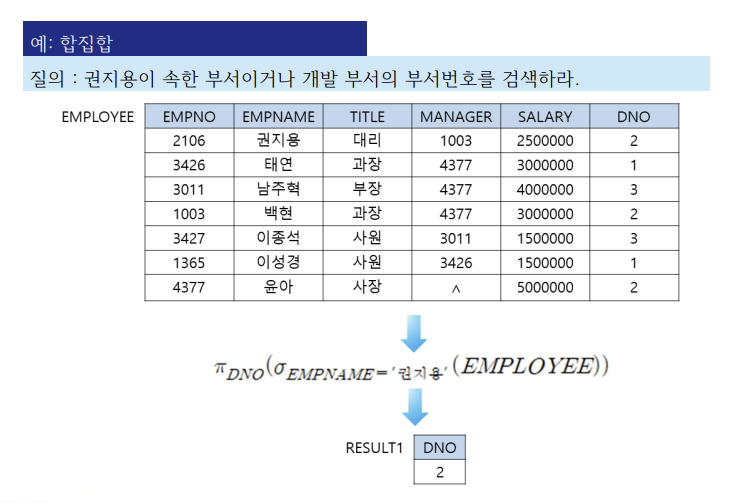 예: 합집합
질의 : 권지용이 속한 부서이거나 개발 부서의 부서번호를 검색하라.
EMPLOYEE EMPNO EMPNAME TITLE MANAGER SALARY DNO
2106 권지용 대리 1003 2500000 2
3426 태연 과장 4377 3000000 1
3011 남주혁 부장 4377 4000000 3
1003 백현 과장 4377 3000000 2
3427 이종석 사원 3011 1500000 3
1365 이성경 사원 3426 1500000 1
4377 윤아 사장 ∧ 5000000 2
π DNO(σ EMPNAME='권지용'(EMPLOYEE))
RESULT1 DNO
2